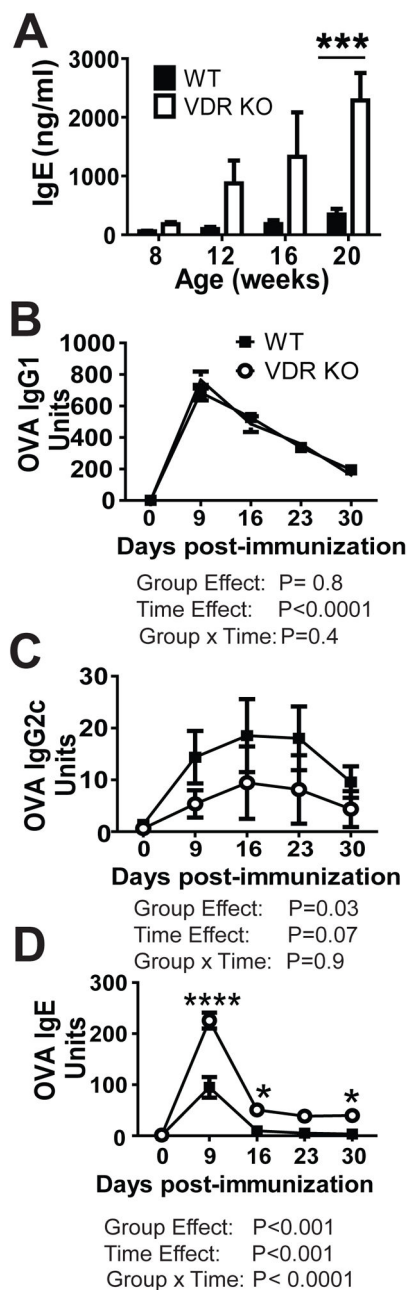 A
***
3000
2000
1000
0
IgE (ng/ml)
WT
VDR KO
8 12 16 20
Age (weeks)
B
1000
800
600
400
200
0
OVA IgG1
Units
WT
VDR KO
0 9 16 23 30
Days post-immunization
Group Effect: P= 0.8
Time Effect: P<0.0001
Group x Time: P=0.4
C
30
20
10
0
OVA IgG2c
Units
0 9 16 23 30
Days post-immunization
Group Effect: P=0.03
Time Effect: P=0.07
Group x Time: P=0.9
D
300
200
100
0
OVA IgE
Units
****
*
*
0 9 16 23 30
Days post-immunization
Group Effect: P<0.001
Time Effect: P<0.001
Group x Time: P< 0.0001